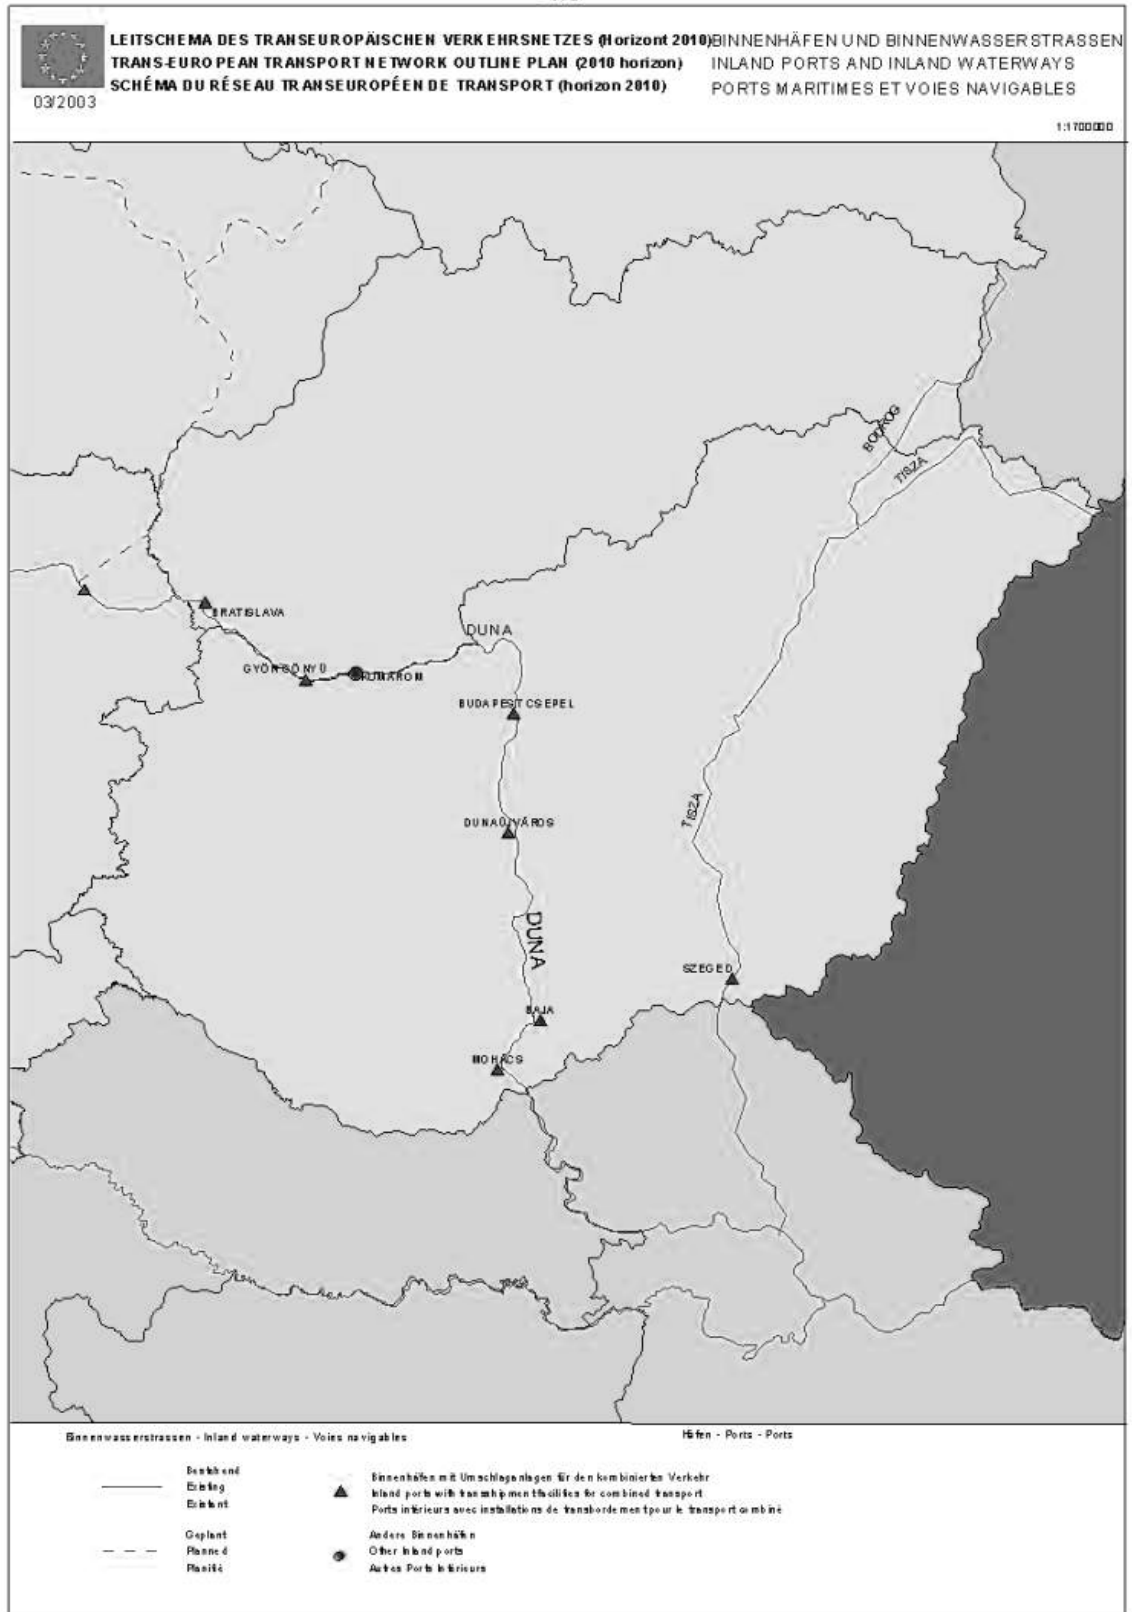 LEITSCHEMA DES TRANSEUROPÄISCHEN VERKEHRSNETZES (Horizont 2010)
TRANS-EUROPEAN TRANSPORT NETWORK OUTLINE PLAN (2010 horizon)
SCHÉMA DU RÉSEAU TRANSEUROPÉEN DE TRANSPORT (horizon 2010)
BINNENHÄFEN UND BINNENWASSERSTRASSEN
INLAND PORTS AND INLAND WATERWAYS
PORTS MARITIMES ET VOIES NAVIGABLES
03/2003
1:1700000
BODROG
TISZA
BRATISLAVA
DUNA
GYÖN-GÖNYŰ
KOMÁROM
BUDAPEST CSEPEL
TISZA
DUNAÚJVÁROS
DUNA
SZEGED
BAJA
MOHÁCS
Binnenwasserstrassen - Inland waterways - Voies navigables
Häfen - Ports - Ports
Bestehend
Existing
Existant
Binnenhäfen mit Umschlaganlagen für den kombinierten Verkehr
Inland ports with transhipment facilities for combined transport
Ports intérieurs avec installations de transbordement pour le transport combiné
Geplant
Planned
Planifié
Andere Binnenhäfen
Other Inland ports
Autres Ports Intérieurs